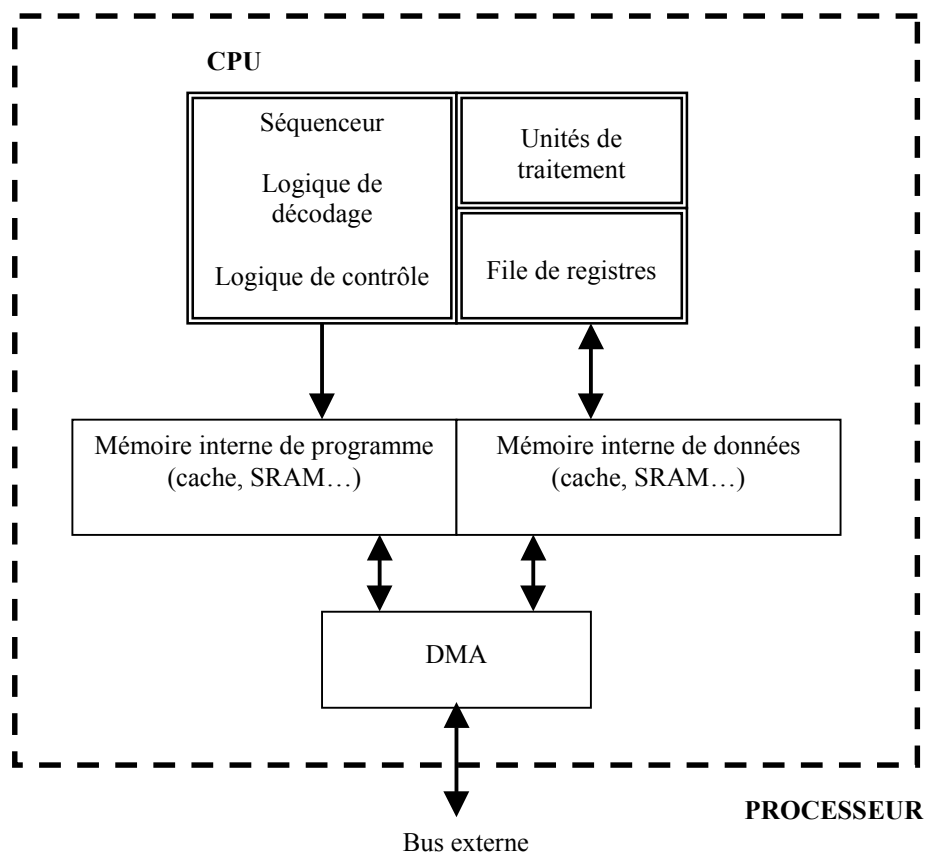 CPU
Séquenceur
Logique de
décodage
Logique de contrôle
Unités de
traitement
File de registres
Mémoire interne de programme
(cache, SRAM…)
Mémoire interne de données
(cache, SRAM…)
DMA
PROCESSEUR
Bus externe